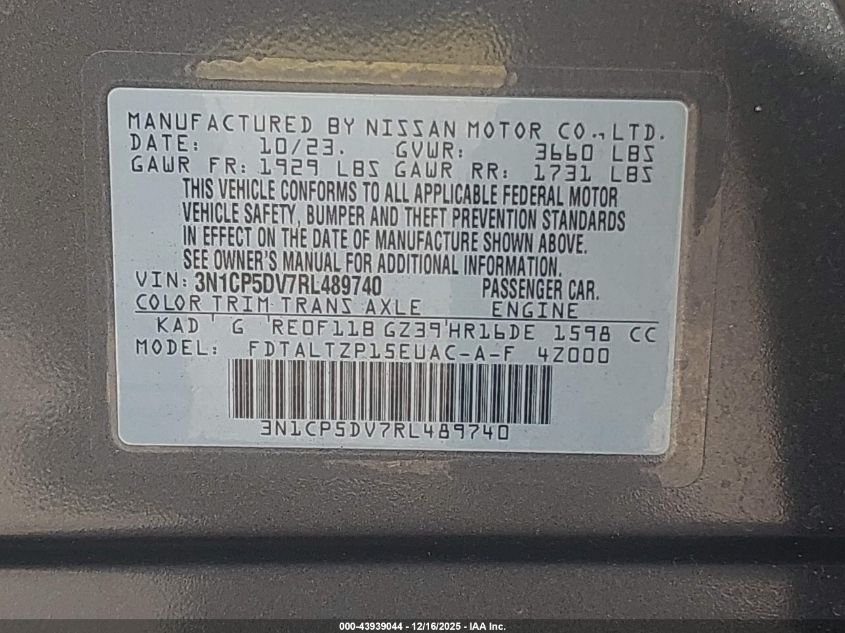 MANUFACTURED BY NISSAN MOTOR CO.,LTD.
DATE: 10/23. GVWR: 3660 LBS
GAWR FR: 1929 LBS GAWR RR: 1731 LBS
THIS VEHICLE CONFORMS TO ALL APPLICABLE FEDERAL MOTOR
VEHICLE SAFETY, BUMPER AND THEFT PREVENTION STANDARDS
IN EFFECT ON THE DATE OF MANUFACTURE SHOWN ABOVE.
SEE OWNER'S MANUAL FOR ADDITIONAL INFORMATION.
VIN: 3N1CP5DV7RL489740 PASSENGER CAR.
COLOR TRIM TRANS AXLE ENGINE
KAD G RE0F11B GZ39 HR16DE 1598 CC
MODEL: FDTALTZP15EUAC-A-F 4Z000
3N1CP5DV7RL489740
000-43939044 - 12/16/2025 - IAA Inc.